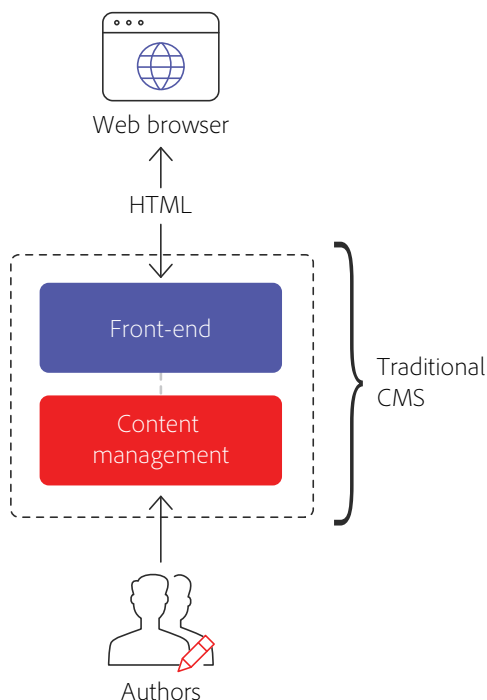 Web browser
HTML
Front-end
Traditional
CMS
Content
management
Authors